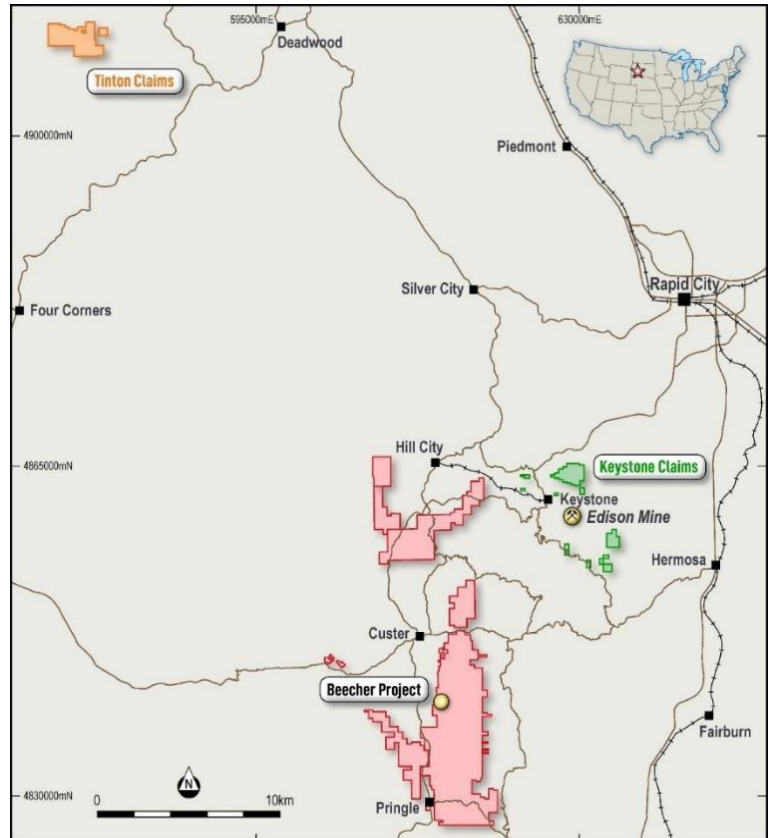 595000mE
630000mE
Deadwood
Tinton Claims
4900000mN
Piedmont
Silver City
Rapid City
Four Corners
Hill City
4865000mN
Keystone Claims
Keystone
Edison Mine
Hermosa
Custer
Beecher Project
Fairburn
N
4830000mN
0
10km
Pringle